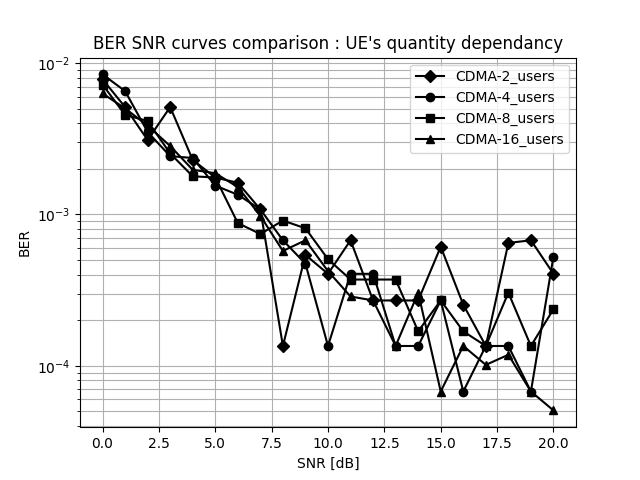 BER SNR curves comparison : UE's quantity dependancy
CDMA-2_users
CDMA-4_users
CDMA-8_users
CDMA-16_users
10⁻²
10⁻³
10⁻⁴
BER
0.0 2.5 5.0 7.5 10.0 12.5 15.0 17.5 20.0
SNR [dB]